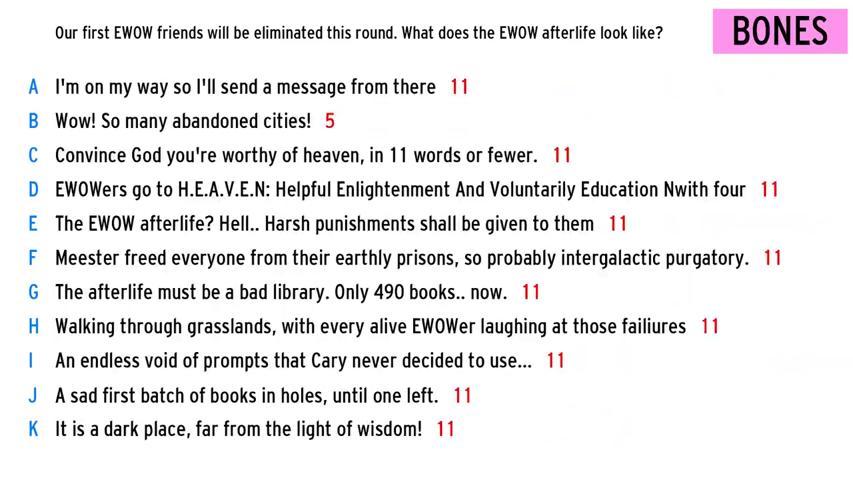 Our first EWOW friends will be eliminated this round. What does the EWOW afterlife look like?
BONES
A I'm on my way so I'll send a message from there 11
B Wow! So many abandoned cities! 5
C Convince God you're worthy of heaven, in 11 words or fewer. 11
D EWOWers go to H.E.A.V.E.N: Helpful Enlightenment And Voluntarily Education Nwith four 11
E The EWOW afterlife? Hell.. Harsh punishments shall be given to them 11
F Meester freed everyone from their earthly prisons, so probably intergalactic purgatory. 11
G The afterlife must be a bad library. Only 490 books.. now. 11
H Walking through grasslands, with every alive EWOWer laughing at those failiures 11
I An endless void of prompts that Cary never decided to use... 11
J A sad first batch of books in holes, until one left. 11
K It is a dark place, far from the light of wisdom! 11